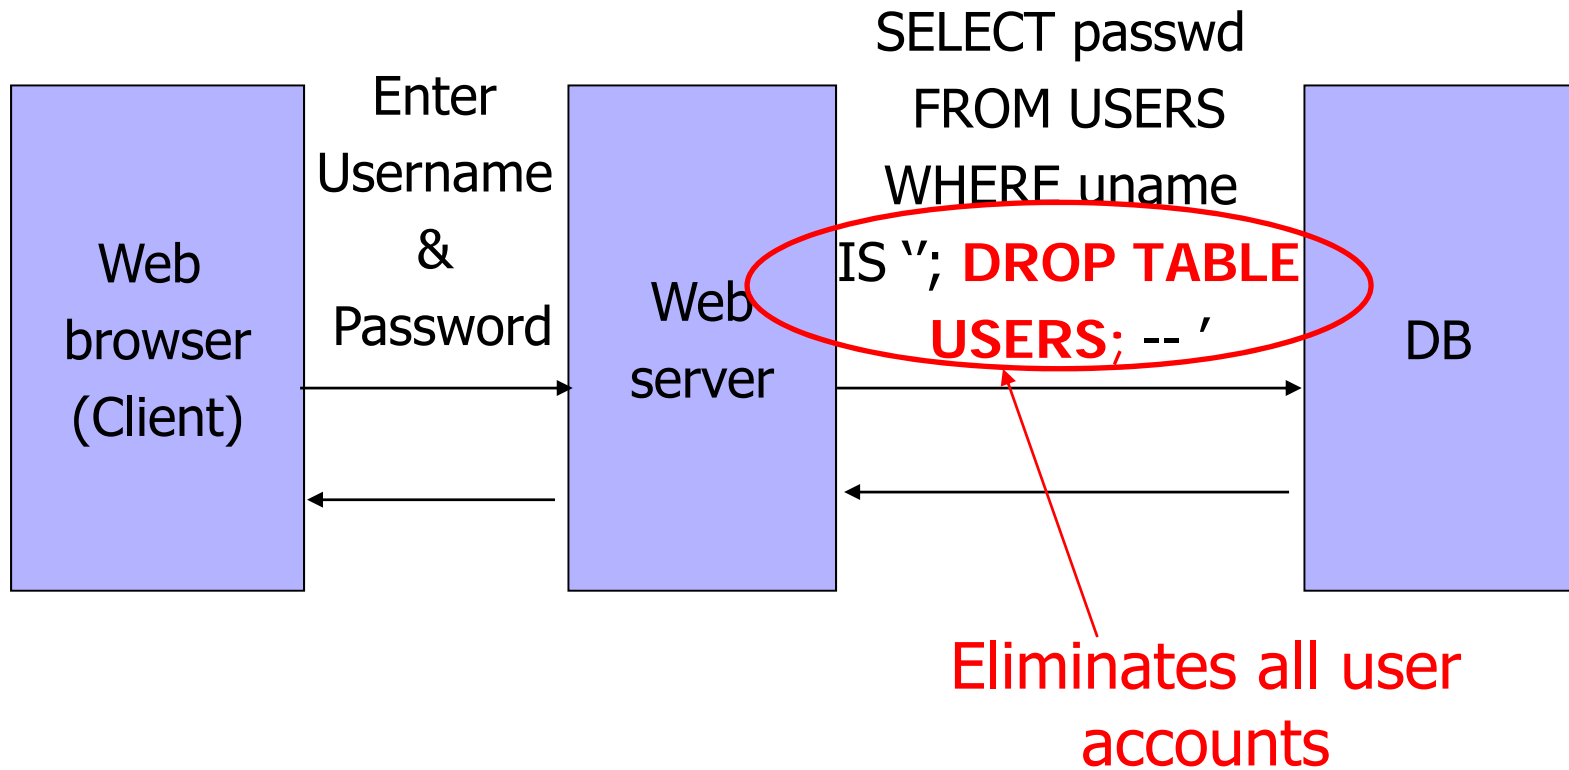 Web
browser
(Client)
Enter
Username
&
Password
Web
server
SELECT passwd
FROM USERS
WHERE uname
IS ‘’; DROP TABLE
USERS; -- ’
DB
Eliminates all user
accounts